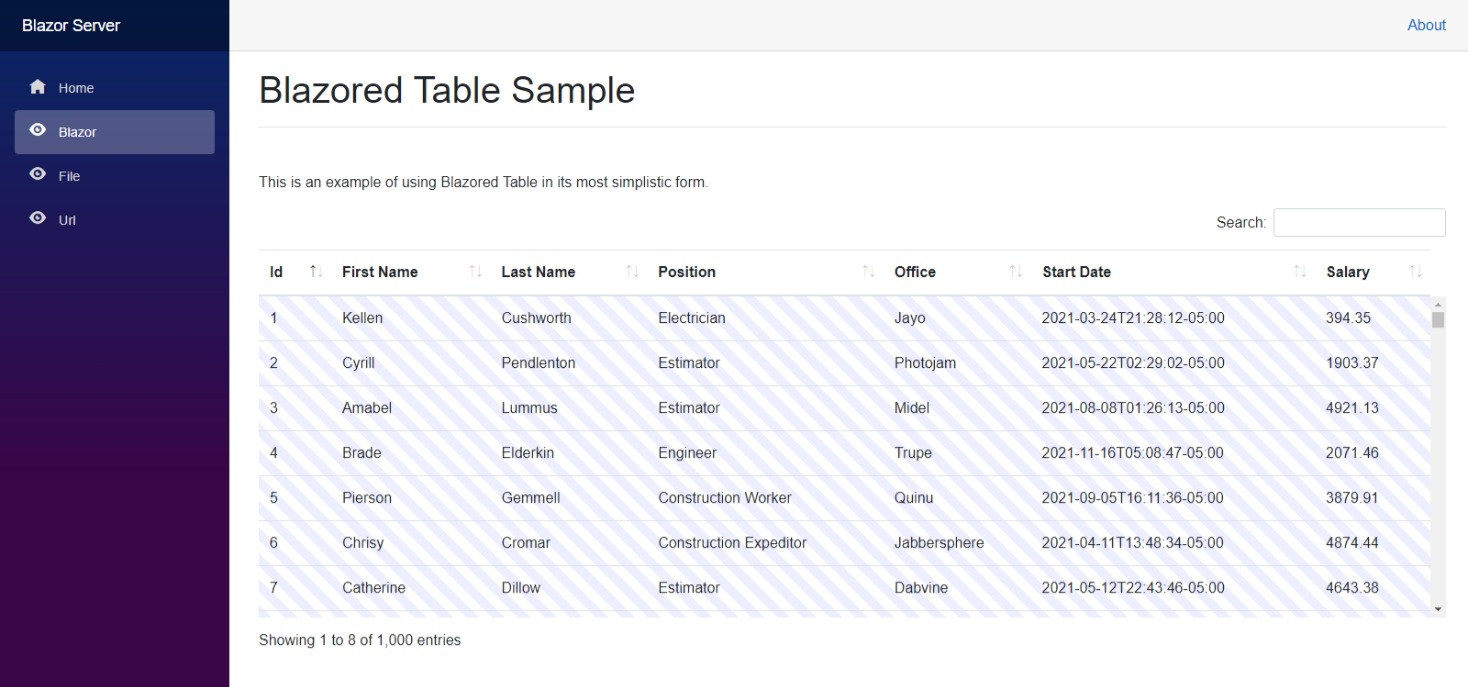 Blazor Server
About
Home
Blazor
File
Url
Blazored Table Sample
This is an example of using Blazored Table in its most simplistic form.
Search:
Id First Name Last Name Position Office Start Date Salary
1 Kellen Cushworth Electrician Jayo 2021-03-24T21:28:12-05:00 394.35
2 Cyrill Pendlenton Estimator Photojam 2021-05-22T02:29:02-05:00 1903.37
3 Amabel Lummus Estimator Midel 2021-08-08T01:26:13-05:00 4921.13
4 Brade Elderkin Engineer Trupe 2021-11-16T05:08:47-05:00 2071.46
5 Pierson Gemmell Construction Worker Quinu 2021-09-05T16:11:36-05:00 3879.91
6 Chrisy Cromar Construction Expeditor Jabbersphere 2021-04-11T13:48:34-05:00 4874.44
7 Catherine Dillow Estimator Dabvine 2021-05-12T22:43:46-05:00 4643.38
Showing 1 to 8 of 1,000 entries